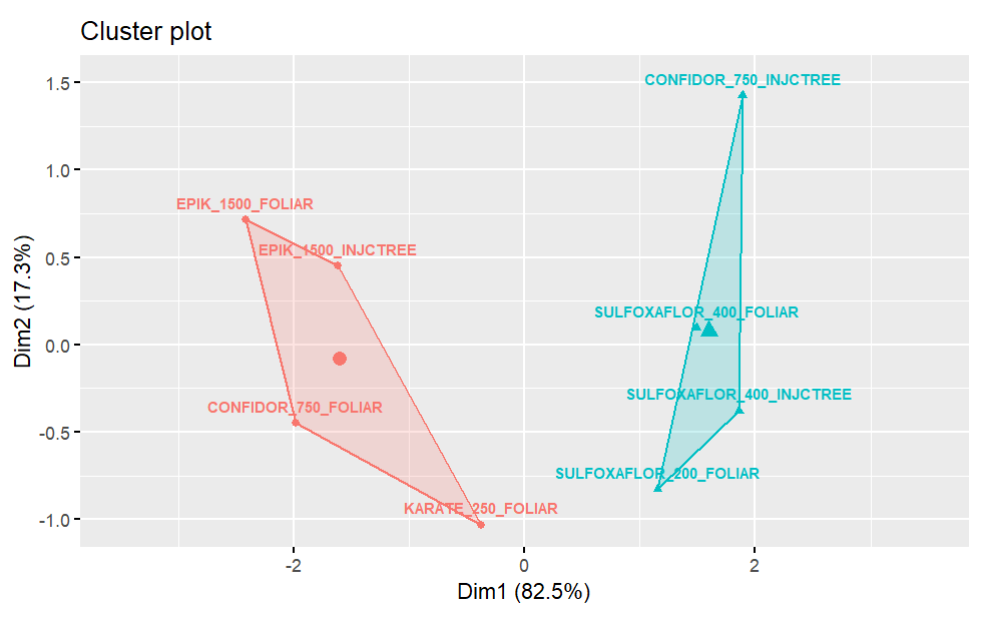 Cluster plot
1.5
1.0
0.5
0.0
-0.5
-1.0
Dim2 (17.3%)
CONFIDOR_750_INJCTREE
EPIK_1500_FOLIAR
EPIK_1500_INJCTREE
SULFOXAFLOR_400_FOLIAR
SULFOXAFLOR_400_INJCTREE
CONFIDOR_750_FOLIAR
SULFOXAFLOR_200_FOLIAR
KARATE_250_FOLIAR
-2
0
2
Dim1 (82.5%)